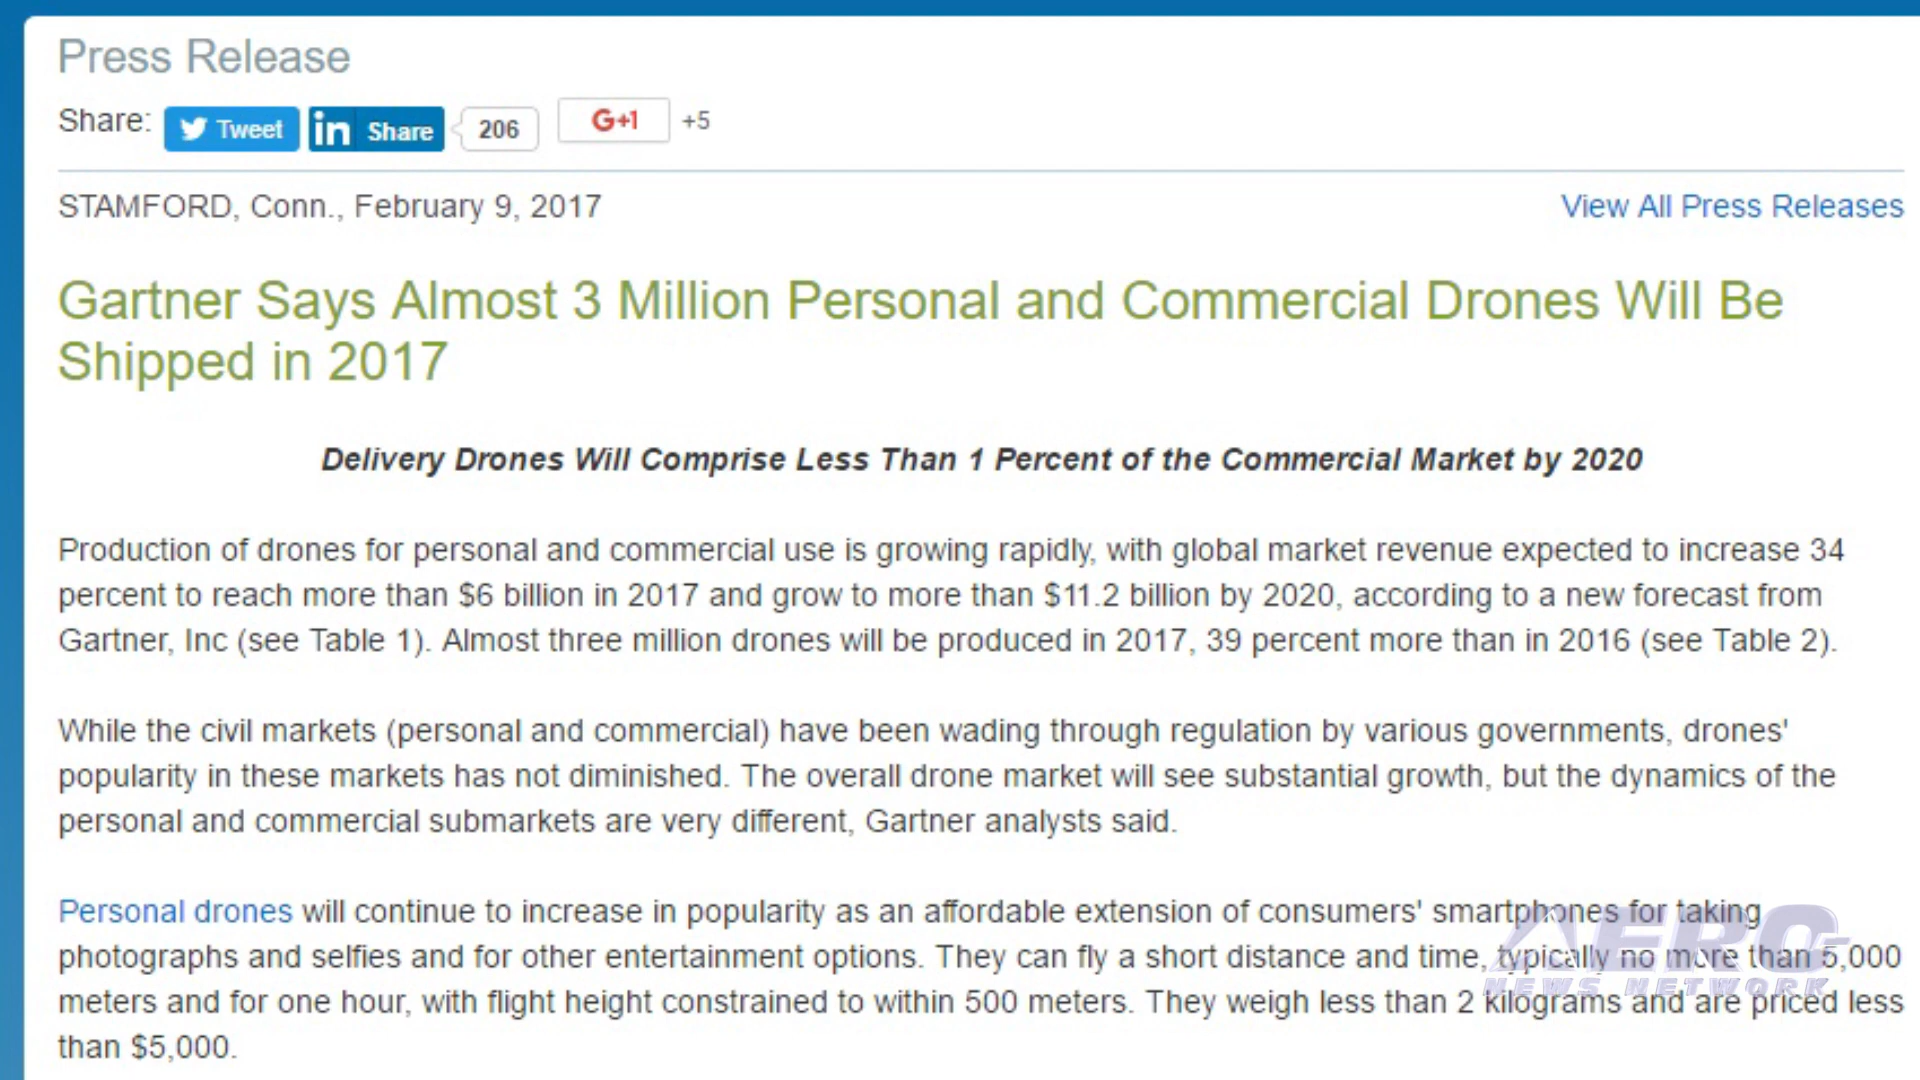 Press Release
Share: Tweet in Share 206 G+1 +5
STAMFORD, Conn., February 9, 2017 View All Press Releases
Gartner Says Almost 3 Million Personal and Commercial Drones Will Be
Shipped in 2017
Delivery Drones Will Comprise Less Than 1 Percent of the Commercial Market by 2020
Production of drones for personal and commercial use is growing rapidly, with global market revenue expected to increase 34
percent to reach more than $6 billion in 2017 and grow to more than $11.2 billion by 2020, according to a new forecast from
Gartner, Inc (see Table 1). Almost three million drones will be produced in 2017, 39 percent more than in 2016 (see Table 2).
While the civil markets (personal and commercial) have been wading through regulation by various governments, drones'
popularity in these markets has not diminished. The overall drone market will see substantial growth, but the dynamics of the
personal and commercial submarkets are very different, Gartner analysts said.
Personal drones will continue to increase in popularity as an affordable extension of consumers' smartphones for taking
photographs and selfies and for other entertainment options. They can fly a short distance and time, typically no more than 5,000
meters and for one hour, with flight height constrained to within 500 meters. They weigh less than 2 kilograms and are priced less
than $5,000.
AERO
NEWS NETWORK